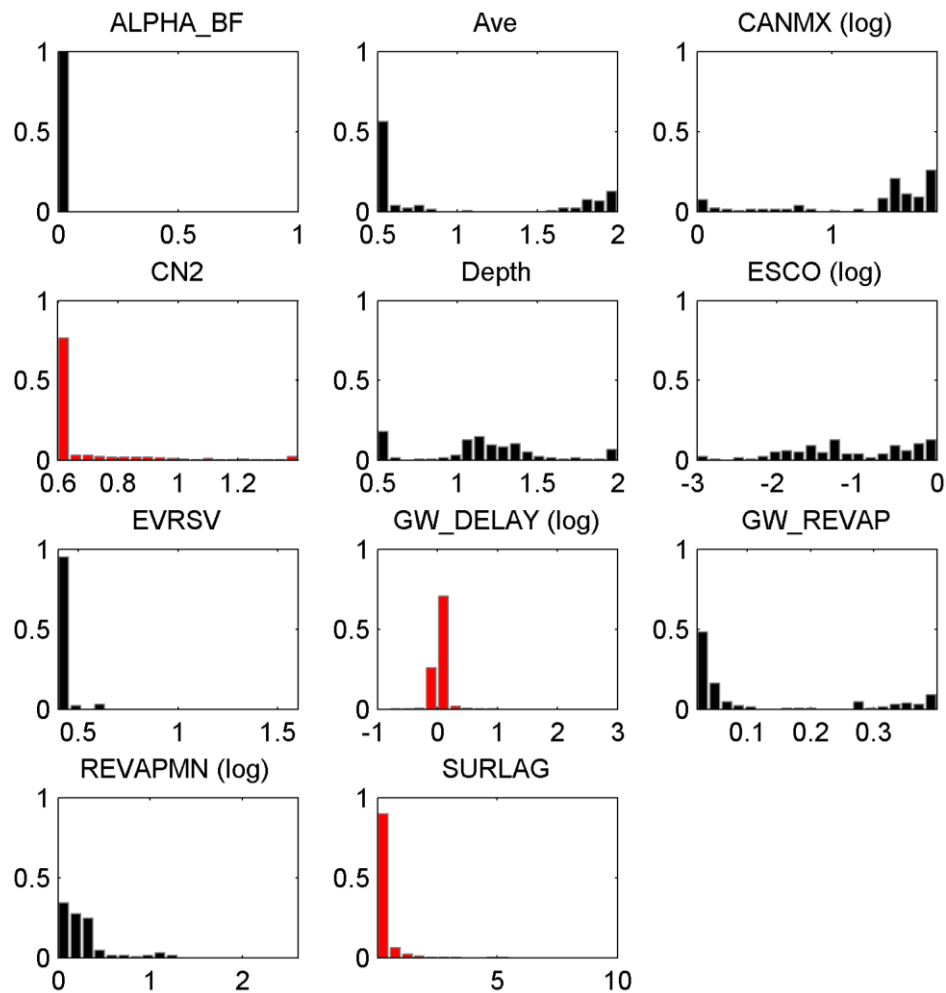 ALPHA_BF Ave CANMX (log)
1 1 1
0.5 0.5 0.5
0 0 0
0 0.5 1 0.5 1 1.5 2 0 1
CN2 Depth ESCO (log)
1 1 1
0.5 0.5 0.5
0 0 0
0.6 0.8 1 1.2 0.5 1 1.5 2 -3 -2 -1 0
EVRSV GW_DELAY (log) GW_REVAP
1 1 1
0.5 0.5 0.5
0 0 0
0.5 1 1.5 -1 0 1 2 3 0.1 0.2 0.3
REVAPMN (log) SURLAG
1 1
0.5 0.5
0 0
0 1 2 0 5 10